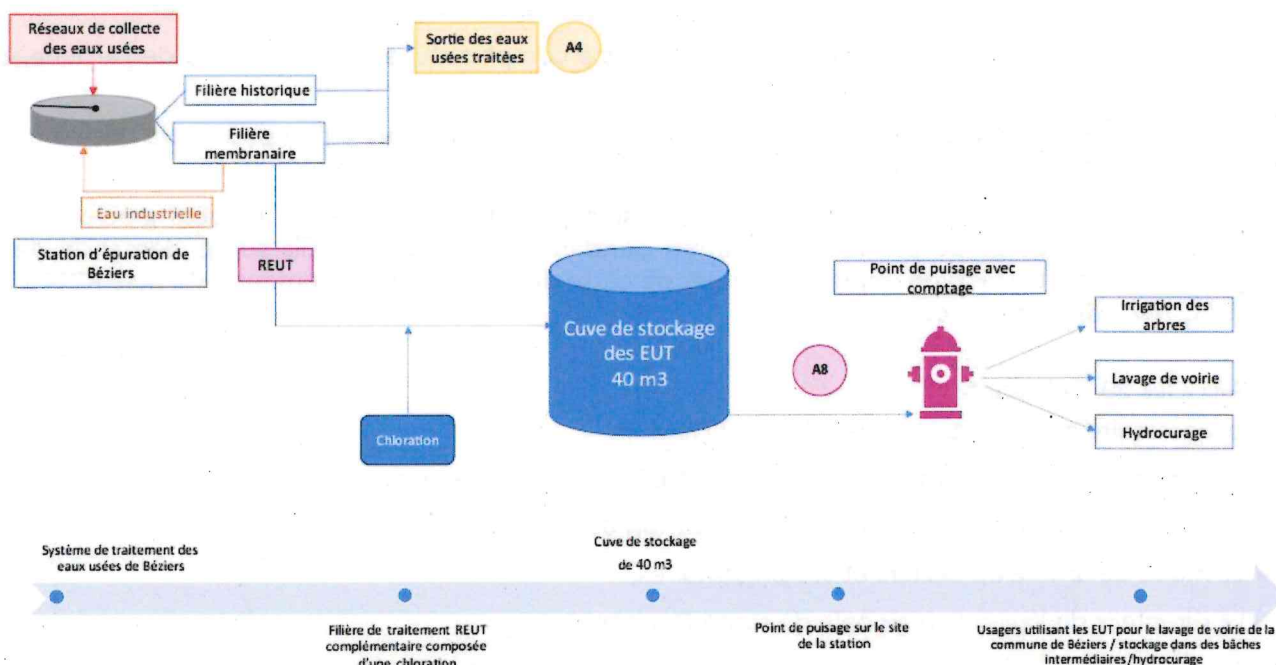 Réseaux de collecte
des eaux usées
Sortie des eaux
usées traitées
A4
Filière historique
Filière
membranaire
Eau industrielle
Station d'épuration de
Béziers
REUT
Cuve de stockage
des EUT
40 m3
Chloration
Point de puisage avec
comptage
A8
Irrigation des
arbres
Lavage de voirie
Hydrocurage
Système de traitement des
eaux usées de Béziers
Filière de traitement REUT
complémentaire composée
d'une chloration
Cuve de stockage
de 40 m3
Point de puisage sur le site
de la station
Usagers utilisant les EUT pour le lavage de voirie de la
commune de Béziers / stockage dans des bâches
intermédiaires/hydrocurage